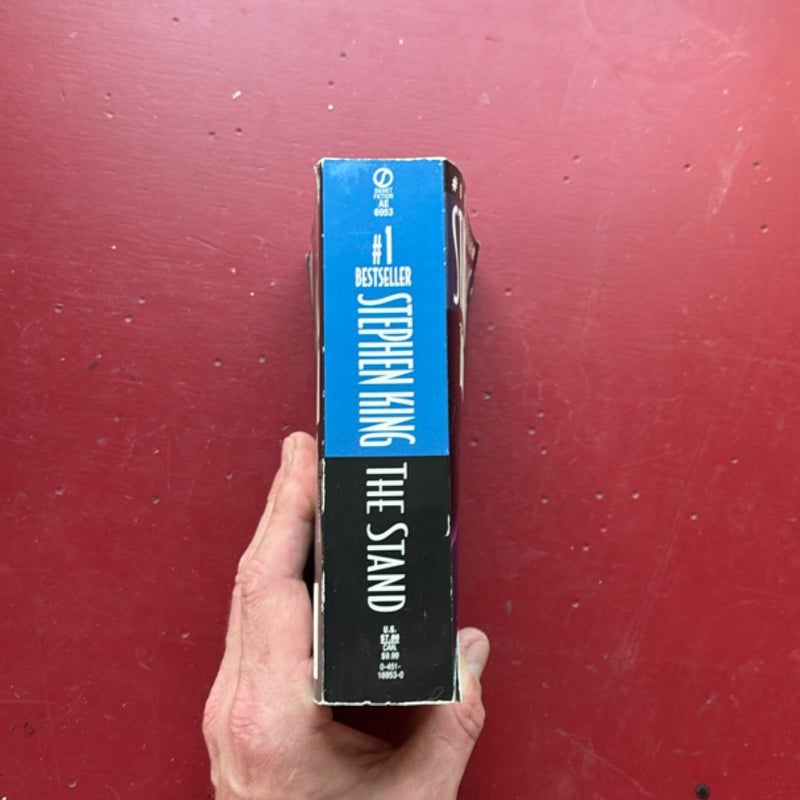 SIGNET
FICTION
AE
6953
#1
BESTSELLER
STEPHEN KING
THE STAND
U.S.
$7.99
CAN.
$9.99
0-451-
16953-0